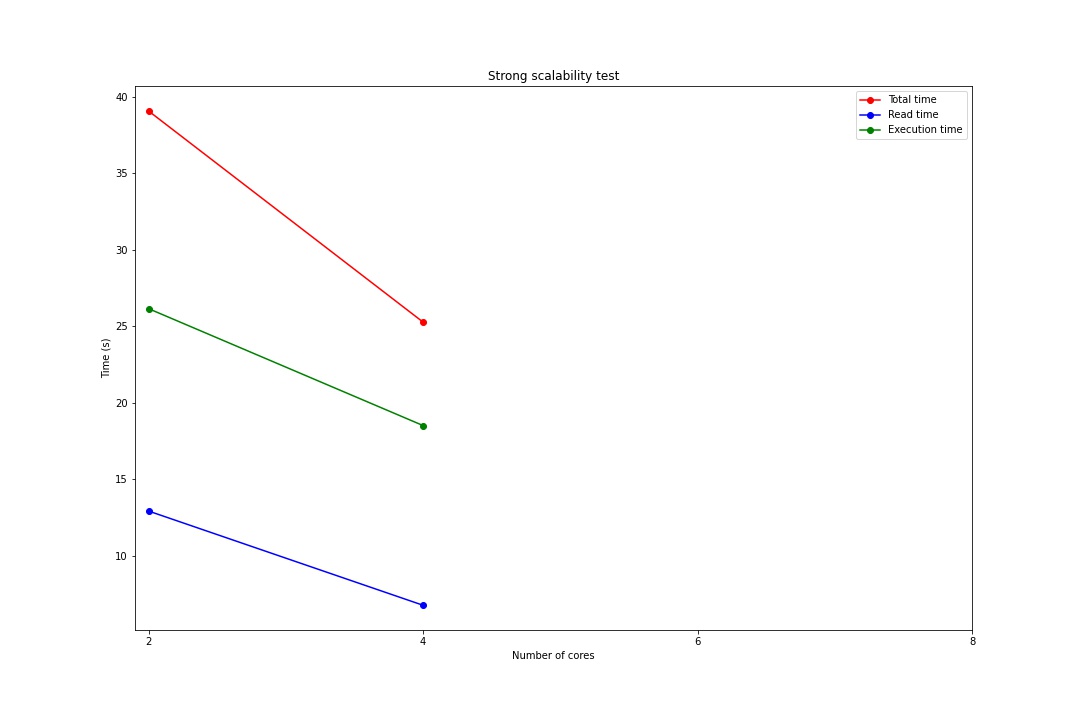 Strong scalability test
Total time
Read time
Execution time
40
35
30
25
20
15
10
Time (s)
2
4
6
8
Number of cores